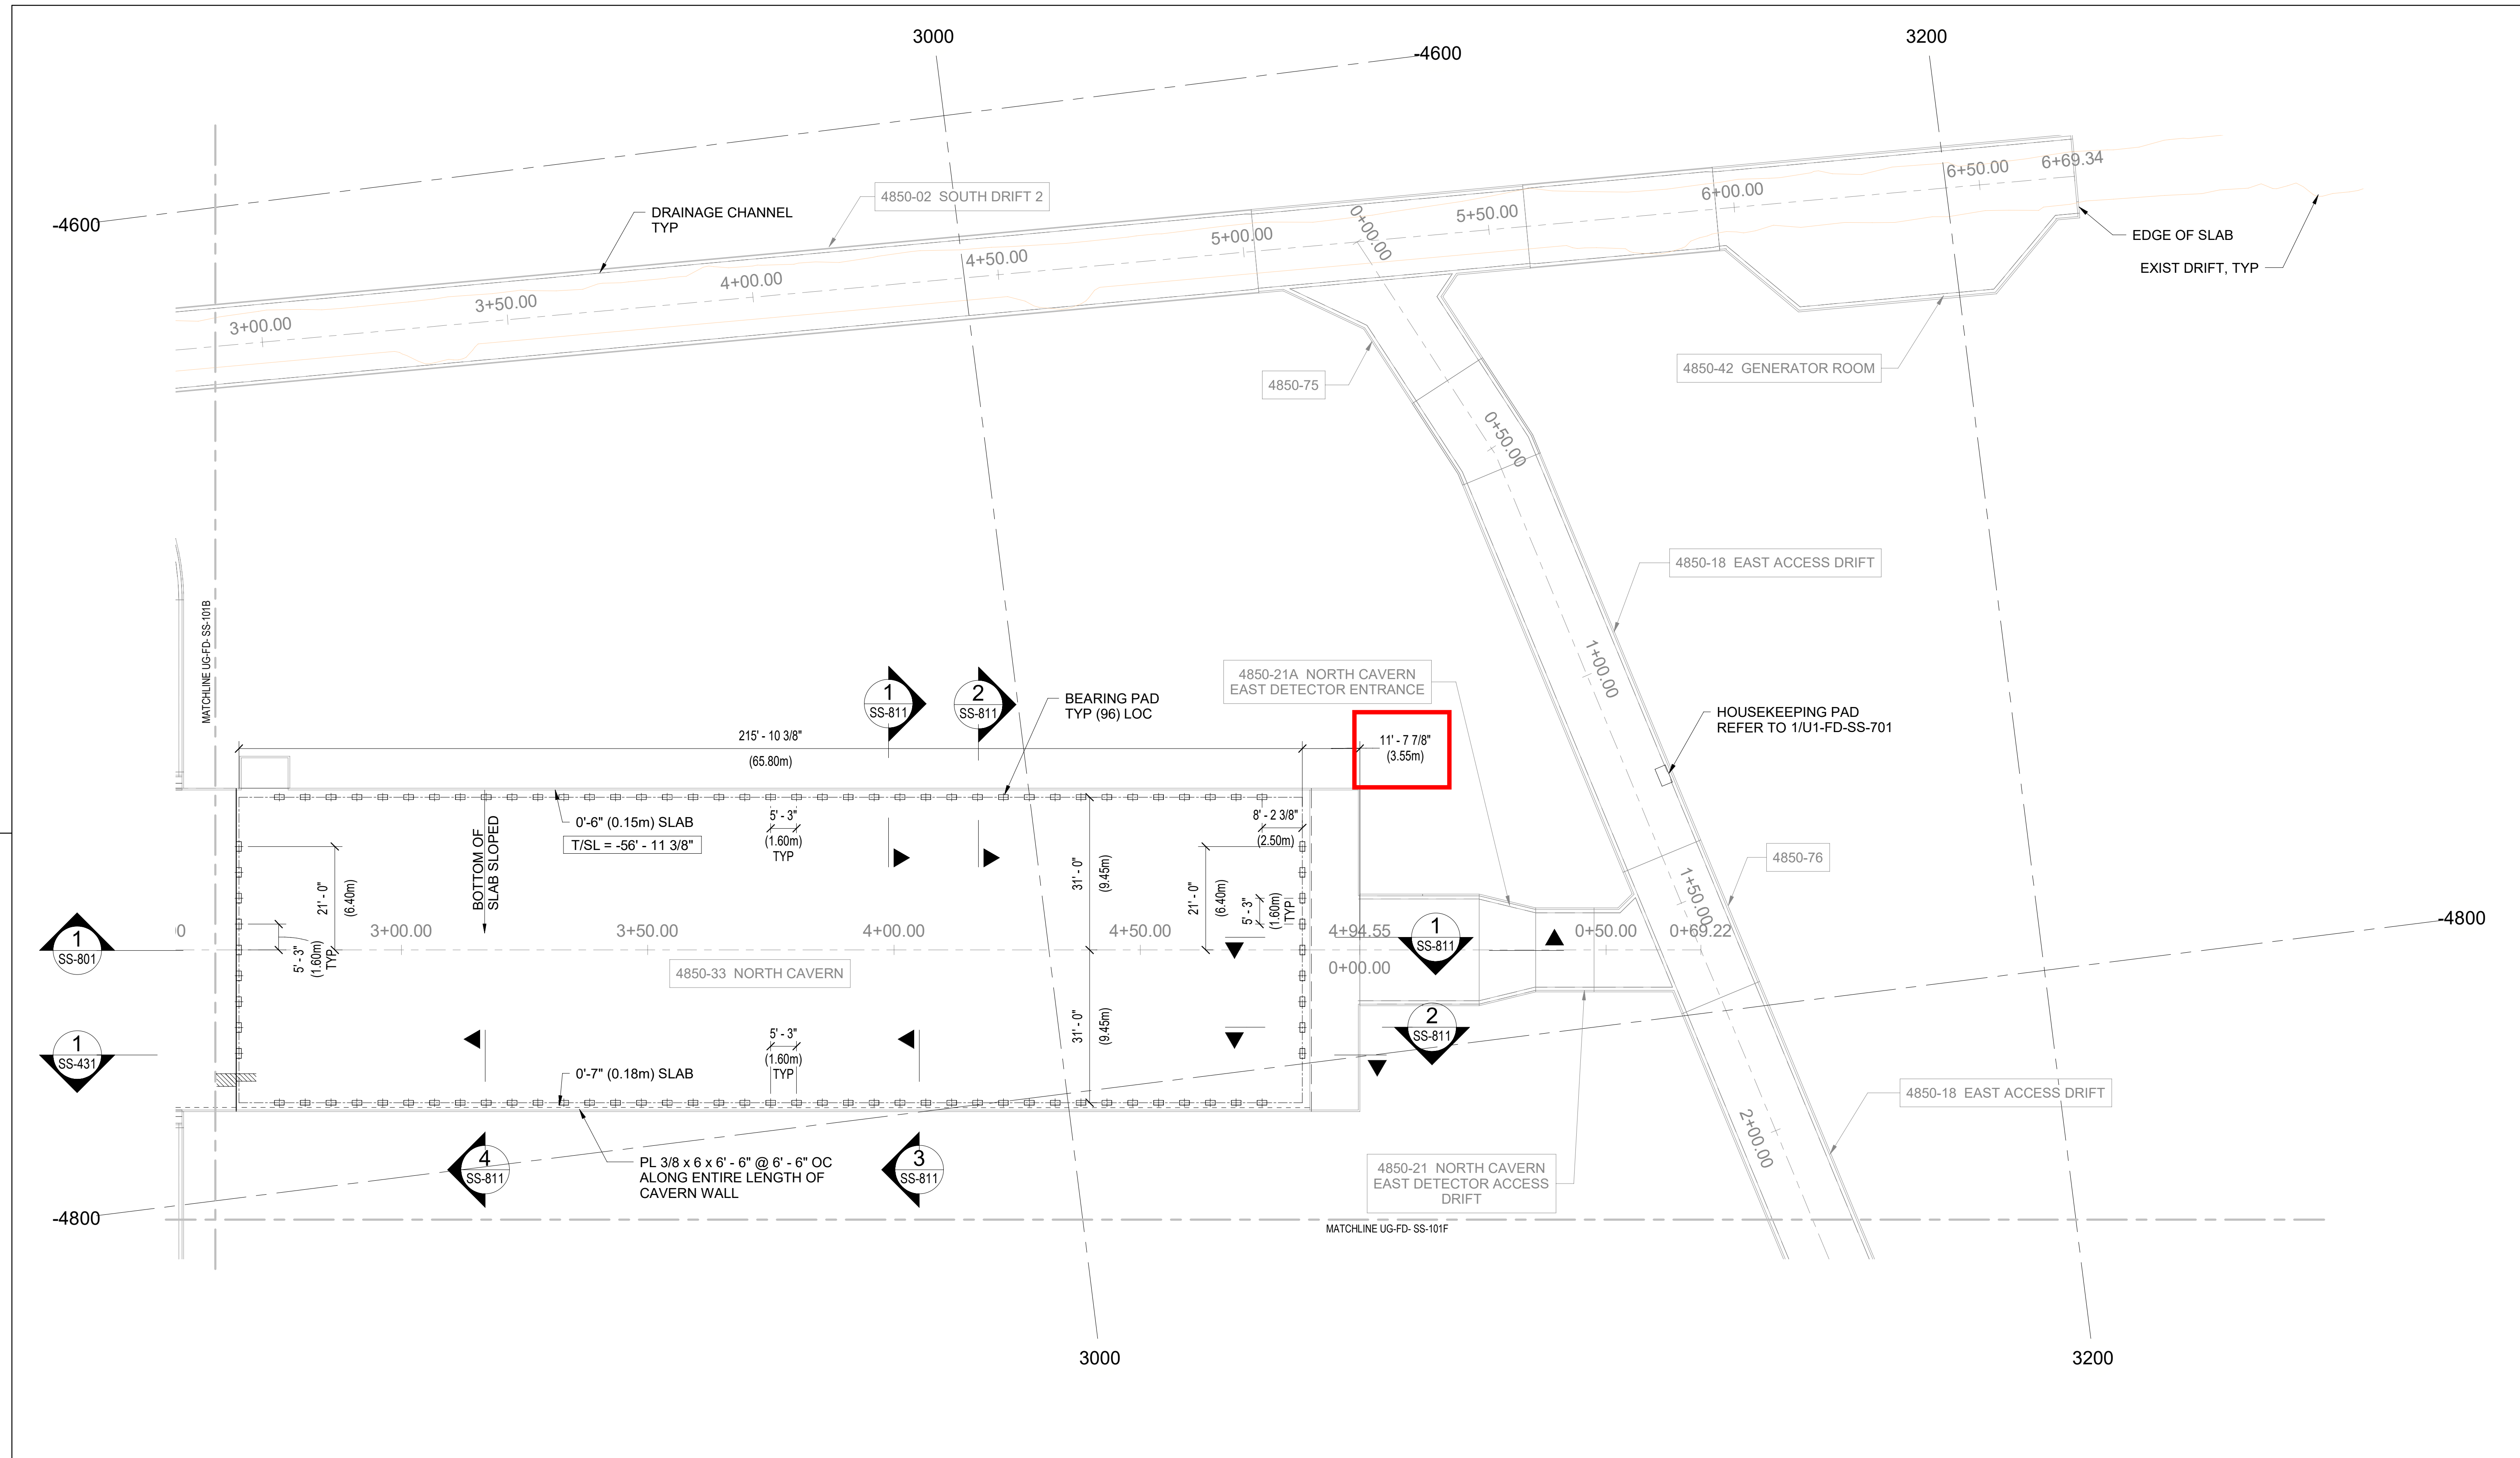 3000
3200
-4600
-4600
4850-02 SOUTH DRIFT 2
DRAINAGE CHANNEL
TYP
3+00.00
3+50.00
4+00.00
4+50.00
5+00.00
0+00.00
5+50.00
6+00.00
6+50.00
6+69.34
EDGE OF SLAB
EXIST DRIFT, TYP
4850-75
4850-42 GENERATOR ROOM
0+50.00
4850-18 EAST ACCESS DRIFT
MATCHLINE UG-FD- SS-101B
1+00.00
4850-21A NORTH CAVERN
EAST DETECTOR ENTRANCE
1
SS-811
2
SS-811
BEARING PAD
TYP (96) LOC
HOUSEKEEPING PAD
REFER TO 1/U1-FD-SS-701
215' - 10 3/8"
(65.80m)
11' - 7 7/8"
(3.55m)
0'-6" (0.15m) SLAB
T/SL = -56' - 11 3/8"
BOTTOM OF
SLAB SLOPED
5' - 3"
(1.60m)
TYP
8' - 2 3/8"
(2.50m)
31' - 0"
(9.45m)
21' - 0"
(6.40m)
21' - 0"
(6.40m)
5' - 3"
(1.60m)
TYP
5' - 3"
(1.60m)
TYP
4850-76
1+50.00
-4800
1
SS-801
3+00.00
3+50.00
4+00.00
4+50.00
4+94.55
0+00.00
1
SS-811
0+50.00
0+69.22
4850-33 NORTH CAVERN
1
SS-431
31' - 0"
(9.45m)
5' - 3"
(1.60m)
TYP
2
SS-811
0'-7" (0.18m) SLAB
4850-18 EAST ACCESS DRIFT
2+00.00
4
SS-811
3
SS-811
PL 3/8 x 6 x 6' - 6" @ 6' - 6" OC
ALONG ENTIRE LENGTH OF
CAVERN WALL
4850-21 NORTH CAVERN
EAST DETECTOR ACCESS
DRIFT
-4800
MATCHLINE UG-FD- SS-101F
3000
3200